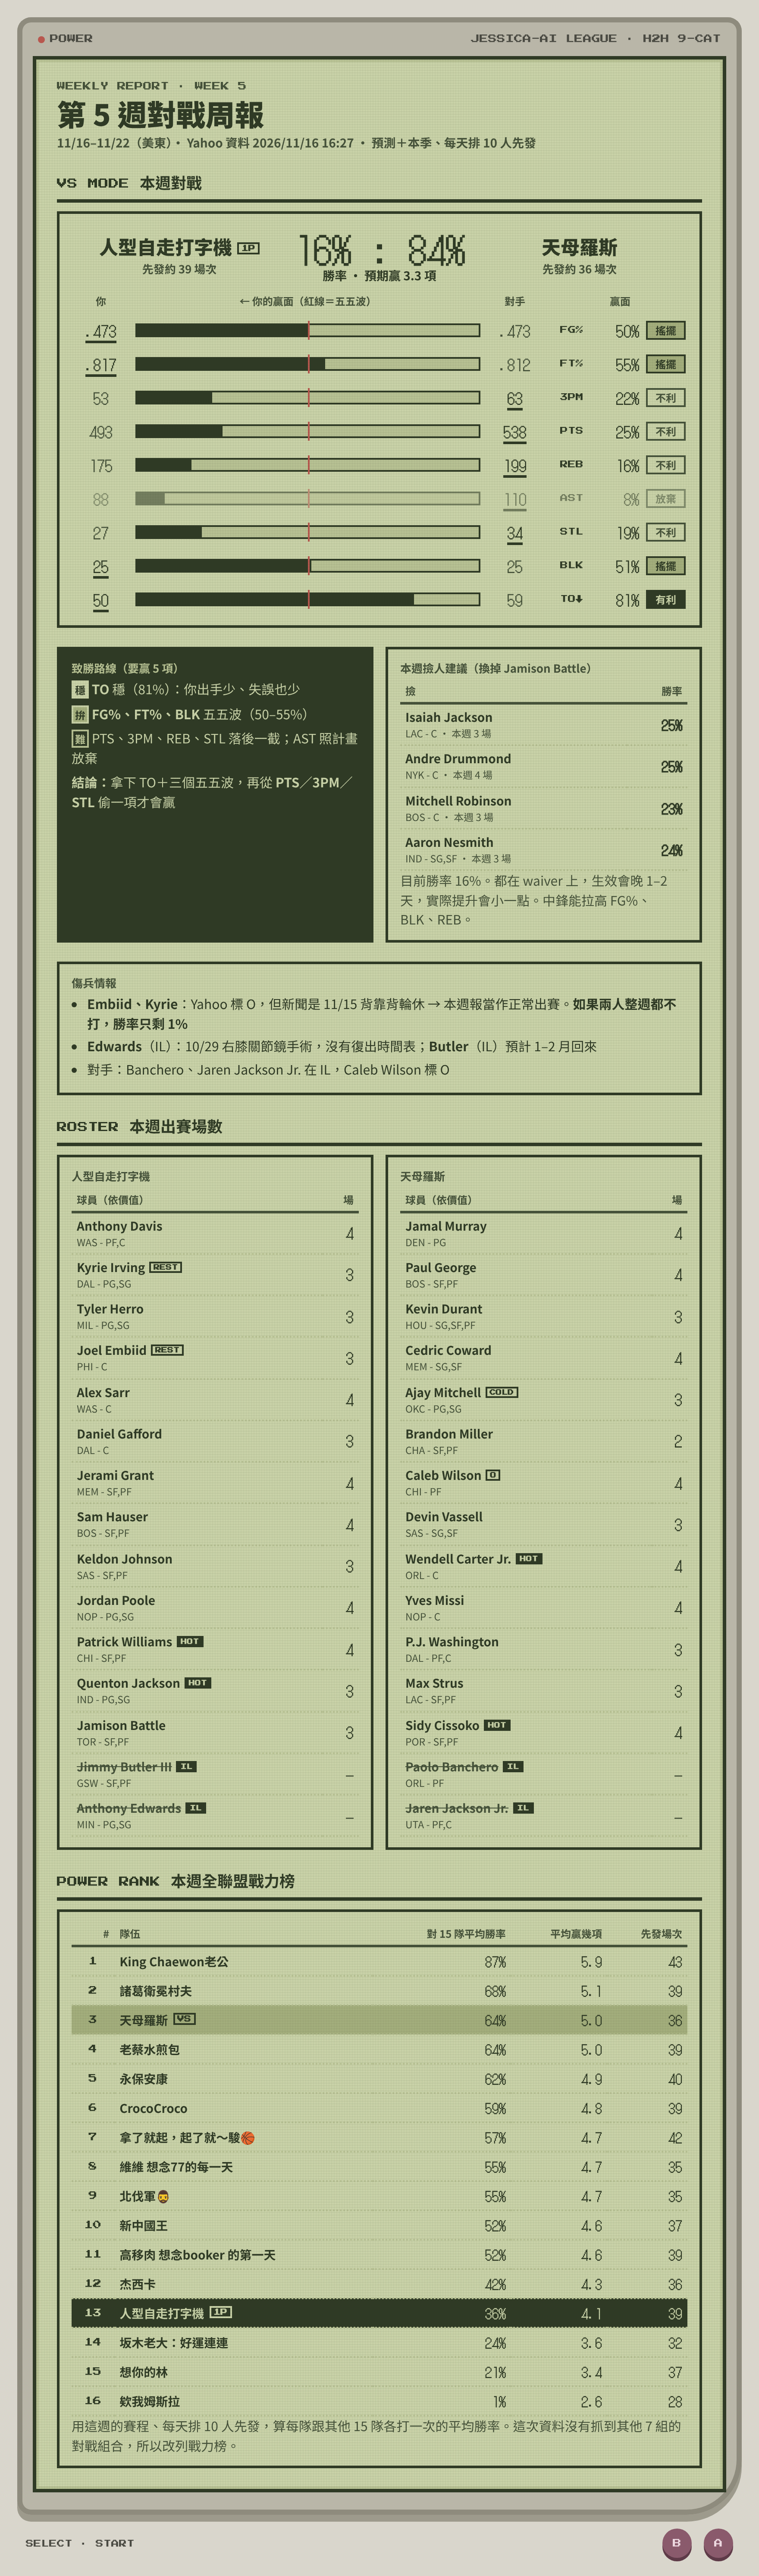 POWER
JESSICA-AI LEAGUE · H2H 9-CAT
WEEKLY REPORT · WEEK 5
第 5 週對戰周報
11/16–11/22（美東）· Yahoo 資料 2026/11/16 16:27 · 預測＋本季、每天排 10 人先發
VS MODE 本週對戰
人型自走打字機 1P
先發約 39 場次
16% : 84%
勝率 · 預期贏 3.3 項
天母羅斯
先發約 36 場次
你 ← 你的贏面（紅線＝五五波） 對手 贏面
.473 .473 FG% 50% 搖擺
.817 .812 FT% 55% 搖擺
53 63 3PM 22% 不利
493 538 PTS 25% 不利
175 199 REB 16% 不利
88 110 AST 8% 放棄
27 34 STL 19% 不利
25 25 BLK 51% 搖擺
50 59 TO↓ 81% 有利
致勝路線（要贏 5 項）
穩 TO 穩（81%）：你出手少、失誤也少
拚 FG%、FT%、BLK 五五波（50–55%）
難 PTS、3PM、REB、STL 落後一截；AST 照計畫
放棄
結論：拿下 TO＋三個五五波，再從 PTS／3PM／
STL 偷一項才會贏
本週撿人建議（換掉 Jamison Battle）
撿 勝率
Isaiah Jackson 25%
LAC - C · 本週 3 場
Andre Drummond 25%
NYK - C · 本週 4 場
Mitchell Robinson 23%
BOS - C · 本週 3 場
Aaron Nesmith 24%
IND - SG,SF · 本週 3 場
目前勝率 16%。都在 waiver 上，生效會晚 1–2
天，實際提升會小一點。中鋒能拉高 FG%、
BLK、REB。
傷兵情報
• Embiid、Kyrie：Yahoo 標 O，但新聞是 11/15 背靠背輪休 → 本週報當作正常出賽。如果兩人整週都不
打，勝率只剩 1%
• Edwards（IL）：10/29 右膝關節鏡手術，沒有復出時間表；Butler（IL）預計 1–2 月回來
• 對手：Banchero、Jaren Jackson Jr. 在 IL，Caleb Wilson 標 O
ROSTER 本週出賽場數
人型自走打字機
球員（依價值） 場
Anthony Davis 4
WAS - PF,C
Kyrie Irving REST 3
DAL - PG,SG
Tyler Herro 3
MIL - PG,SG
Joel Embiid REST 3
PHI - C
Alex Sarr 4
WAS - C
Daniel Gafford 3
DAL - C
Jerami Grant 4
MEM - SF,PF
Sam Hauser 4
BOS - SF,PF
Keldon Johnson 3
SAS - SF,PF
Jordan Poole 4
NOP - PG,SG
Patrick Williams HOT 4
CHI - SF,PF
Quenton Jackson HOT 3
IND - PG,SG
Jamison Battle 3
TOR - SF,PF
Jimmy Butler III IL –
GSW - SF,PF
Anthony Edwards IL –
MIN - PG,SG
天母羅斯
球員（依價值） 場
Jamal Murray 4
DEN - PG
Paul George 4
BOS - SF,PF
Kevin Durant 3
HOU - SG,SF,PF
Cedric Coward 4
MEM - SG,SF
Ajay Mitchell COLD 3
OKC - PG,SG
Brandon Miller 2
CHA - SF,PF
Caleb Wilson O 4
CHI - PF
Devin Vassell 3
SAS - SG,SF
Wendell Carter Jr. HOT 4
ORL - C
Yves Missi 4
NOP - C
P.J. Washington 3
DAL - PF,C
Max Strus 3
LAC - SF,PF
Sidy Cissoko HOT 4
POR - SF,PF
Paolo Banchero IL –
ORL - PF
Jaren Jackson Jr. IL –
UTA - PF,C
POWER RANK 本週全聯盟戰力榜
# 隊伍 對 15 隊平均勝率 平均贏幾項 先發場次
1 King Chaewon老公 87% 5.9 43
2 諸葛衛冕村夫 68% 5.1 39
3 天母羅斯 VS 64% 5.0 36
4 老蔡水煎包 64% 5.0 39
5 永保安康 62% 4.9 40
6 CrocoCroco 59% 4.8 39
7 拿了就起，起了就～駿🏀 57% 4.7 42
8 維維 想念77的每一天 55% 4.7 35
9 北伐軍🧔 55% 4.7 35
10 新中國王 52% 4.6 37
11 高移肉 想念booker 的第一天 52% 4.6 39
12 杰西卡 42% 4.3 36
13 人型自走打字機 1P 36% 4.1 39
14 坂木老大：好運連連 24% 3.6 32
15 想你的林 21% 3.4 37
16 欸我姆斯拉 1% 2.6 28
用這週的賽程、每天排 10 人先發，算每隊跟其他 15 隊各打一次的平均勝率。這次資料沒有抓到其他 7 組的
對戰組合，所以改列戰力榜。
SELECT · START
B A